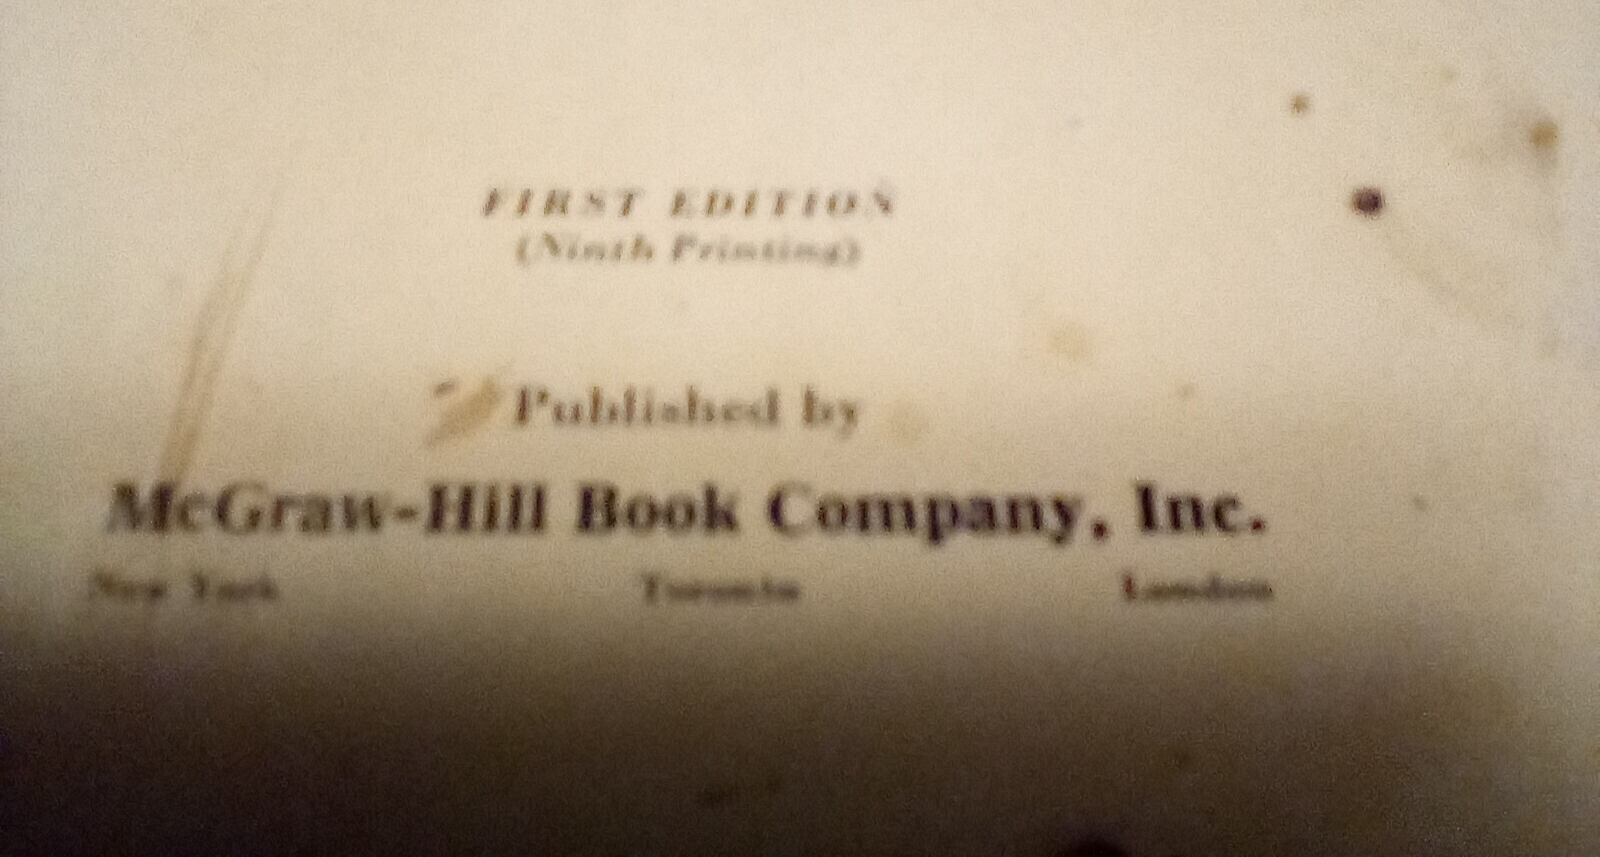 FIRST EDITION
(Ninth Printing)
Published by
McGraw-Hill Book Company, Inc.
New York Toronto London